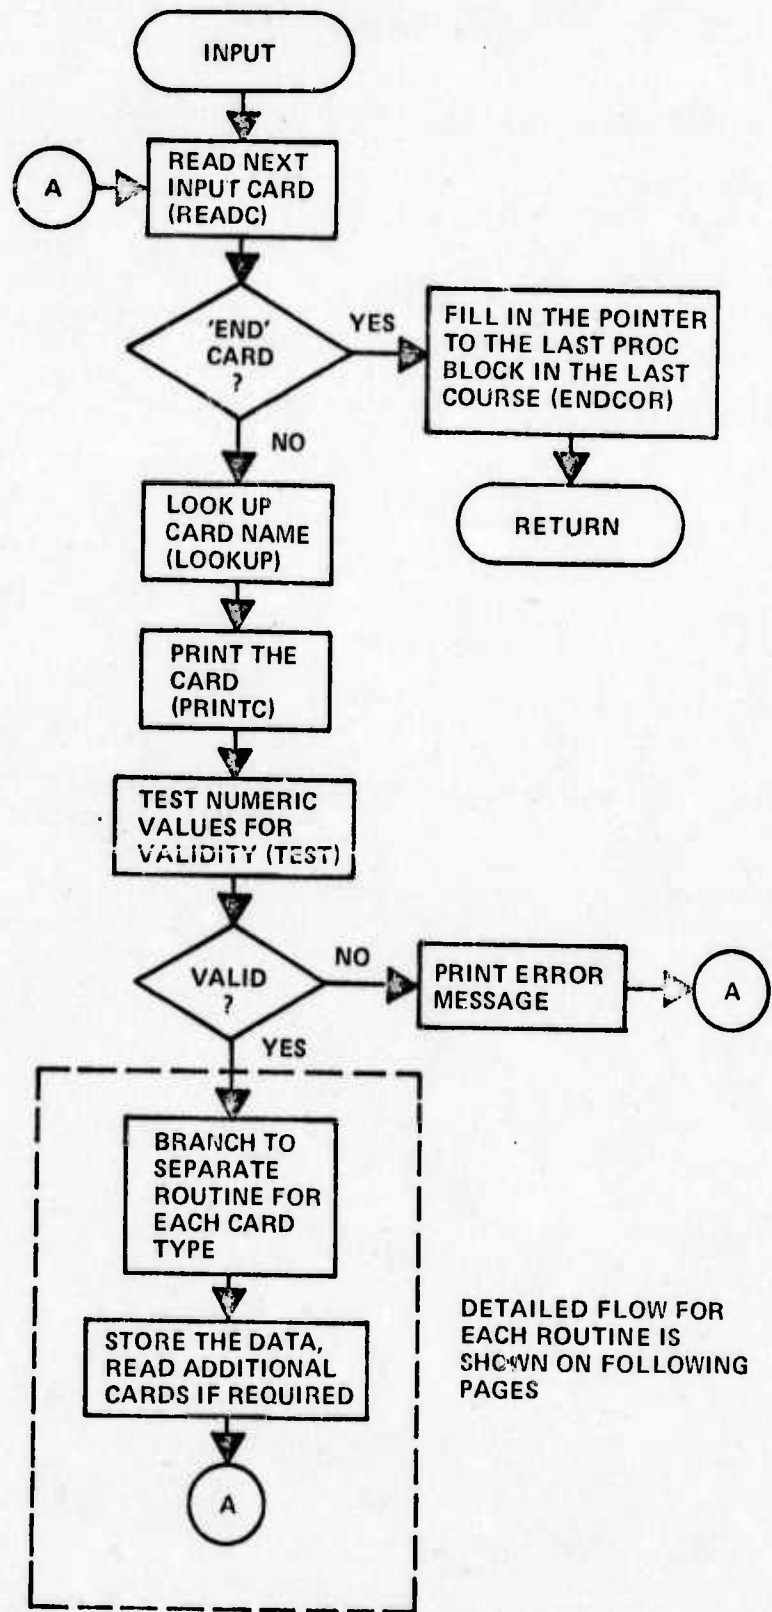 INPUT
A
READ NEXT
INPUT CARD
(READC)
'END'
CARD
?
YES
FILL IN THE POINTER
TO THE LAST PROC
BLOCK IN THE LAST
COURSE (ENDCOR)
NO
RETURN
LOOK UP
CARD NAME
(LOOKUP)
PRINT THE
CARD
(PRINTC)
TEST NUMERIC
VALUES FOR
VALIDITY (TEST)
VALID
?
NO
PRINT ERROR
MESSAGE
A
YES
BRANCH TO
SEPARATE
ROUTINE FOR
EACH CARD
TYPE
STORE THE DATA,
READ ADDITIONAL
CARDS IF REQUIRED
A
DETAILED FLOW FOR
EACH ROUTINE IS
SHOWN ON FOLLOWING
PAGES